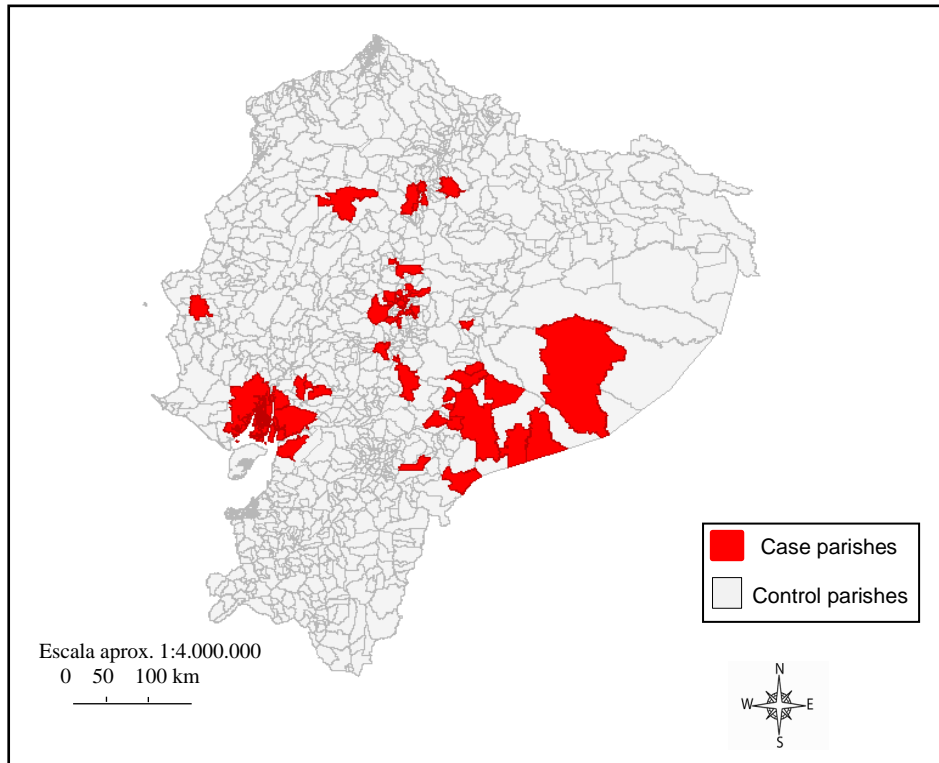 Case parishes
Control parishes
Escala aprox. 1:4.000.000
0 50 100 km
N
W E
S